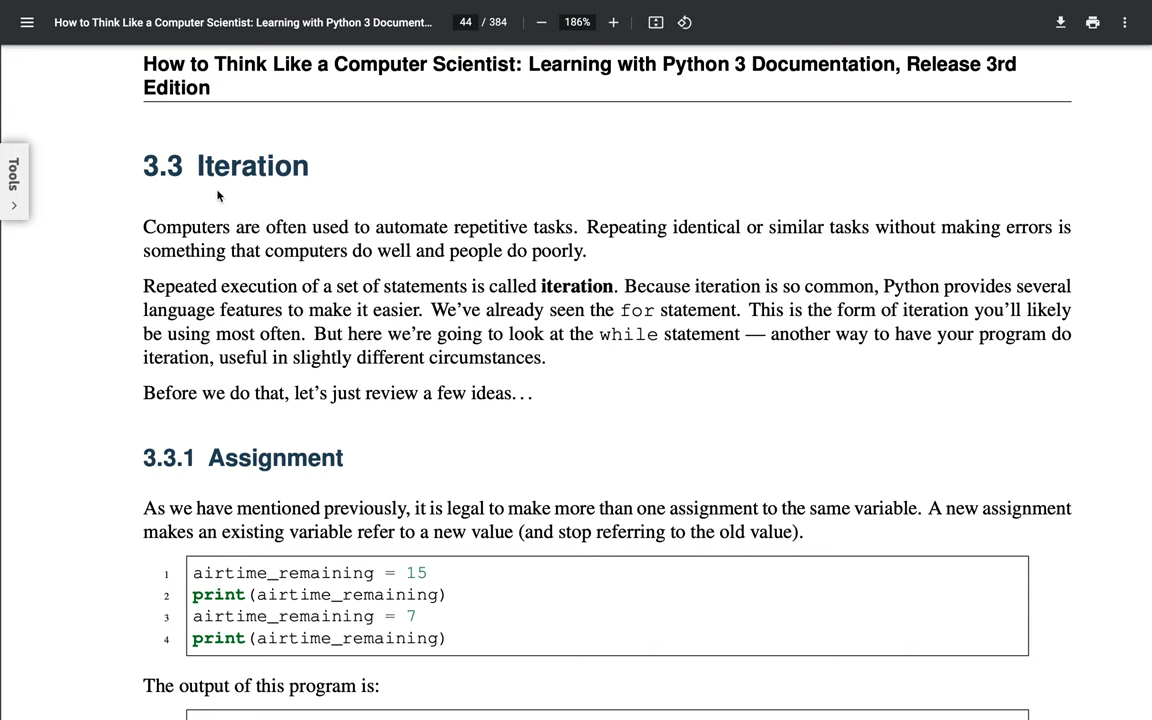 How to Think Like a Computer Scientist: Learning with Python 3 Document...
44 / 384
186%
How to Think Like a Computer Scientist: Learning with Python 3 Documentation, Release 3rd
Edition
Tools
3.3 Iteration
Computers are often used to automate repetitive tasks. Repeating identical or similar tasks without making errors is
something that computers do well and people do poorly.
Repeated execution of a set of statements is called iteration. Because iteration is so common, Python provides several
language features to make it easier. We’ve already seen the for statement. This is the form of iteration you’ll likely
be using most often. But here we’re going to look at the while statement — another way to have your program do
iteration, useful in slightly different circumstances.
Before we do that, let’s just review a few ideas...
3.3.1 Assignment
As we have mentioned previously, it is legal to make more than one assignment to the same variable. A new assignment
makes an existing variable refer to a new value (and stop referring to the old value).
1 airtime_remaining = 15
2 print(airtime_remaining)
3 airtime_remaining = 7
4 print(airtime_remaining)
The output of this program is: